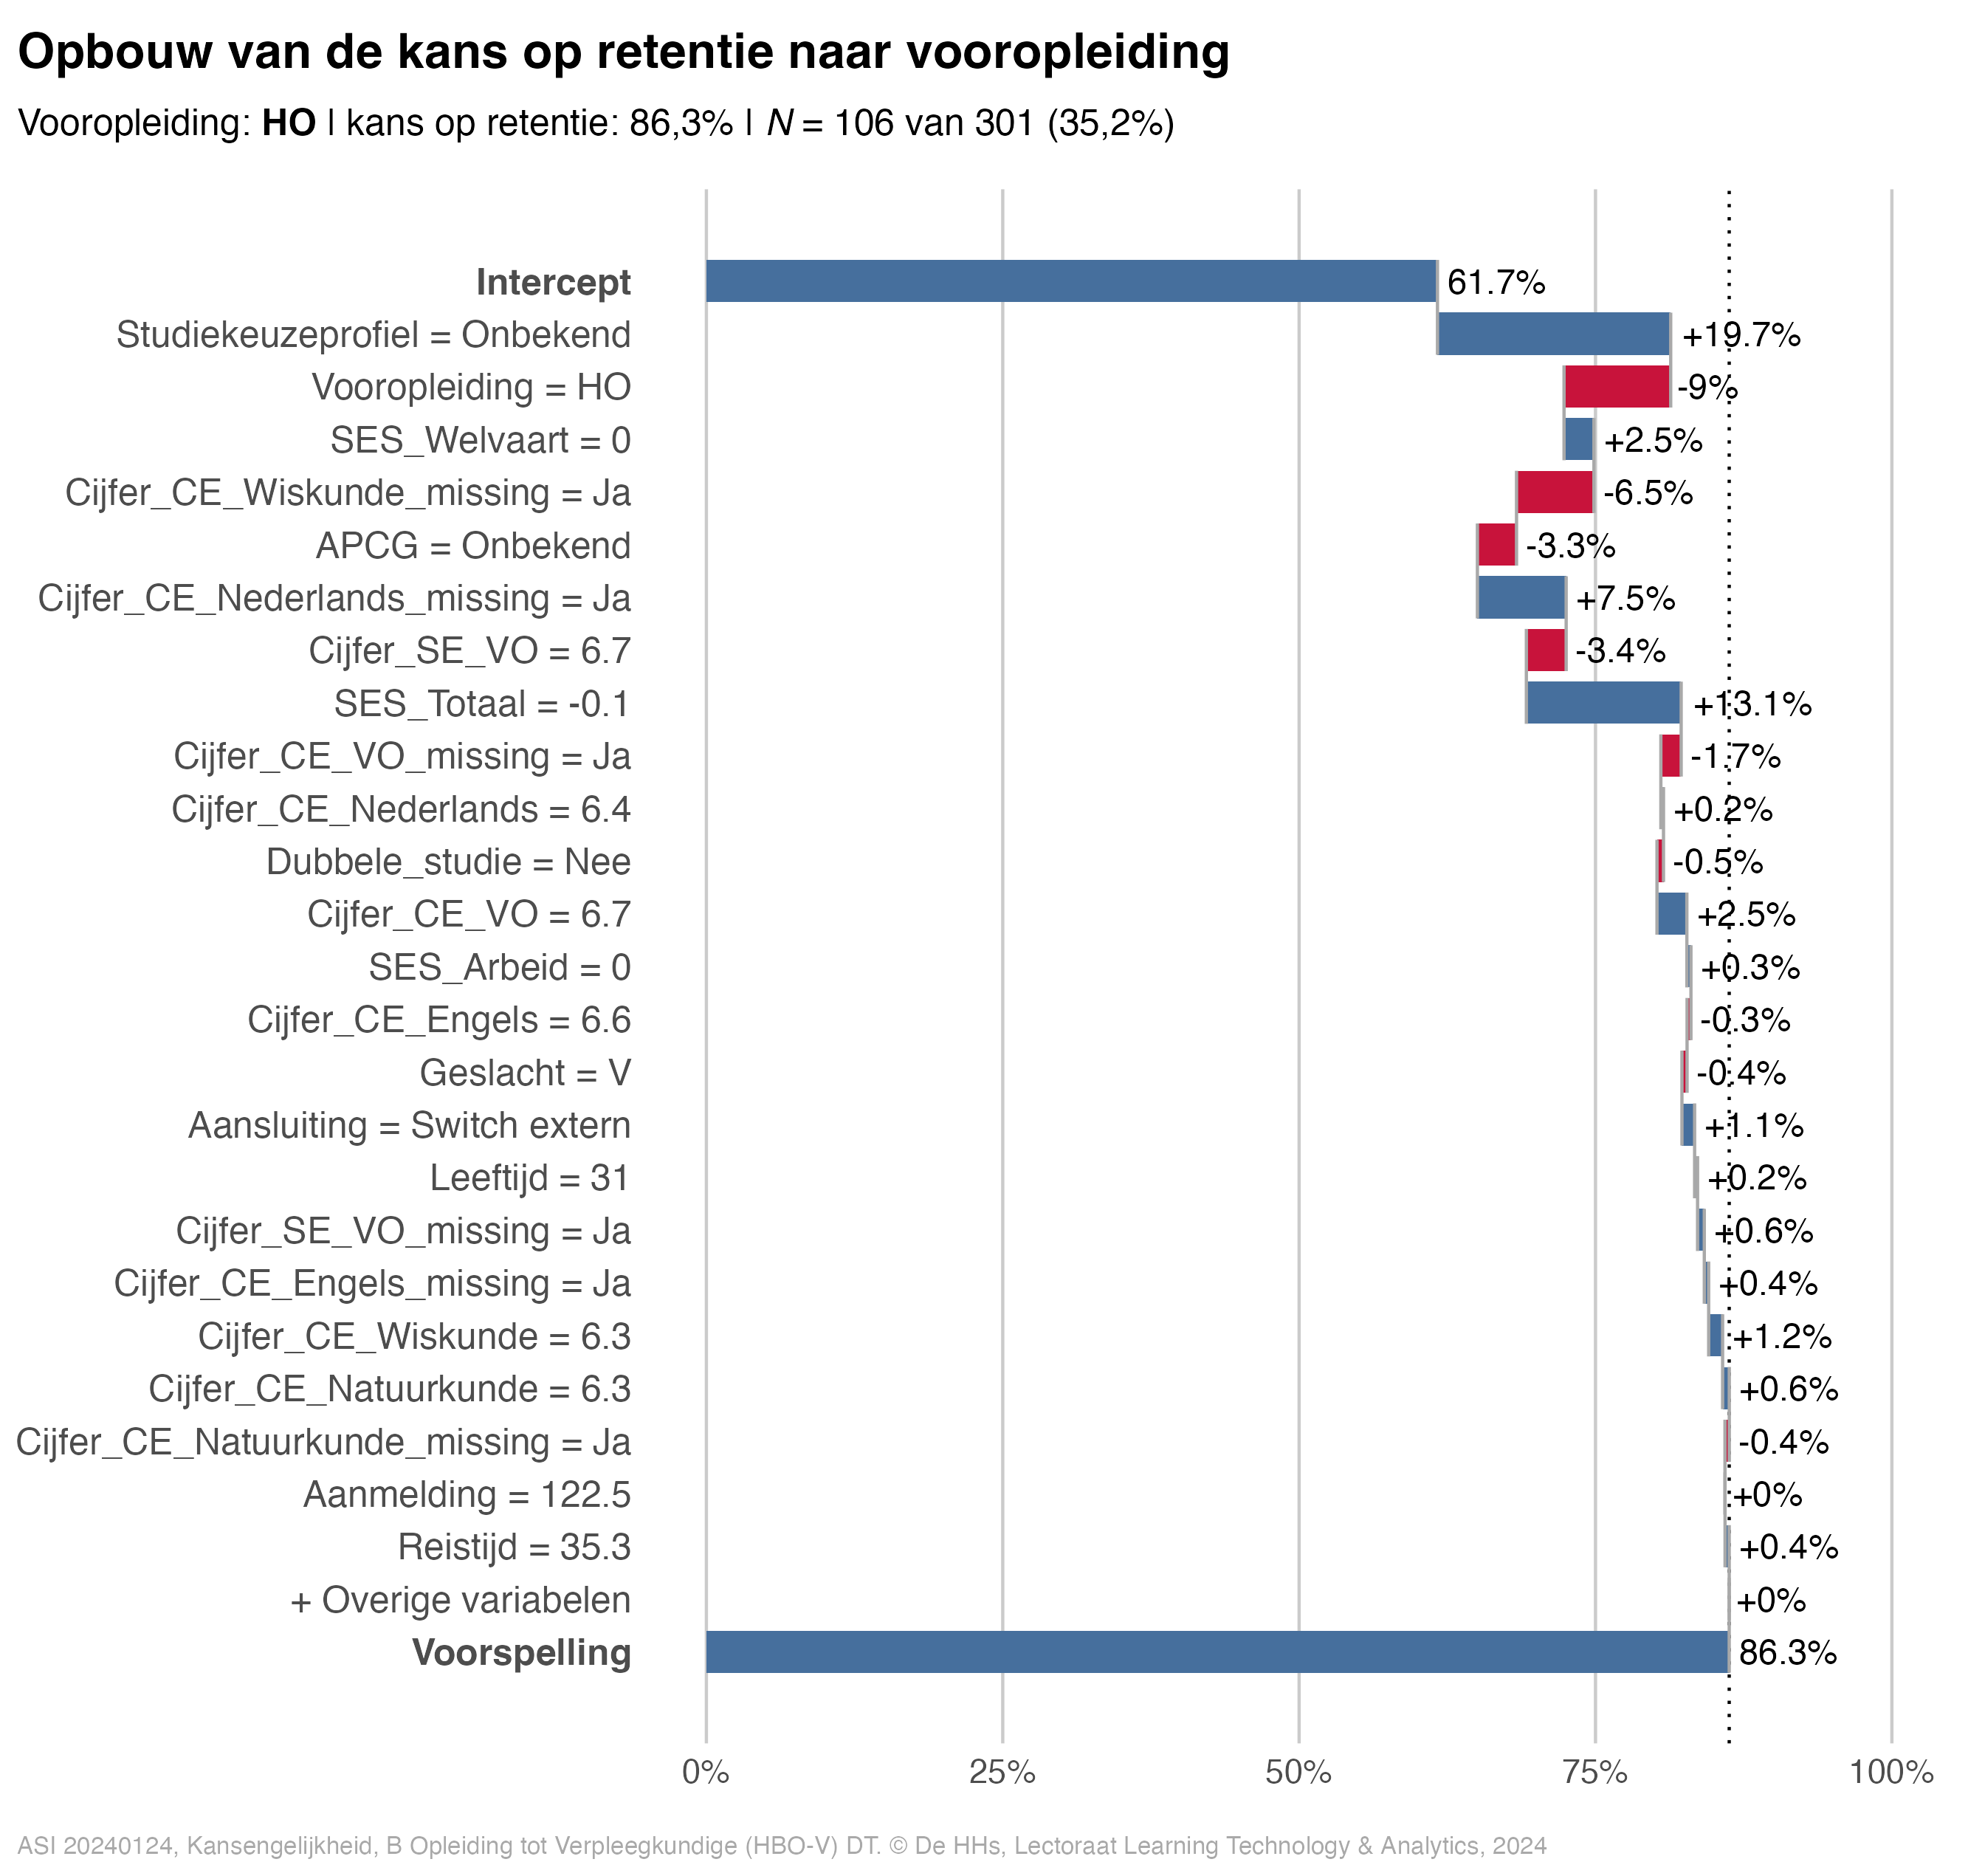 Opbouw van de kans op retentie naar vooropleiding
Vooropleiding: HO | kans op retentie: 86,3% | N = 106 van 301 (35,2%)
Intercept 61.7%
Studiekeuzeprofiel = Onbekend +19.7%
Vooropleiding = HO -9%
SES_Welvaart = 0 +2.5%
Cijfer_CE_Wiskunde_missing = Ja -6.5%
APCG = Onbekend -3.3%
Cijfer_CE_Nederlands_missing = Ja +7.5%
Cijfer_SE_VO = 6.7 -3.4%
SES_Totaal = -0.1 +13.1%
Cijfer_CE_VO_missing = Ja -1.7%
Cijfer_CE_Nederlands = 6.4 +0.2%
Dubbele_studie = Nee -0.5%
Cijfer_CE_VO = 6.7 +2.5%
SES_Arbeid = 0 +0.3%
Cijfer_CE_Engels = 6.6 -0.3%
Geslacht = V -0.4%
Aansluiting = Switch extern +1.1%
Leeftijd = 31 +0.2%
Cijfer_SE_VO_missing = Ja +0.6%
Cijfer_CE_Engels_missing = Ja +0.4%
Cijfer_CE_Wiskunde = 6.3 +1.2%
Cijfer_CE_Natuurkunde = 6.3 +0.6%
Cijfer_CE_Natuurkunde_missing = Ja -0.4%
Aanmelding = 122.5 +0%
Reistijd = 35.3 +0.4%
+ Overige variabelen +0%
Voorspelling 86.3%
0% 25% 50% 75% 100%
ASI 20240124, Kansengelijkheid, B Opleiding tot Verpleegkundige (HBO-V) DT. © De HHs, Lectoraat Learning Technology & Analytics, 2024